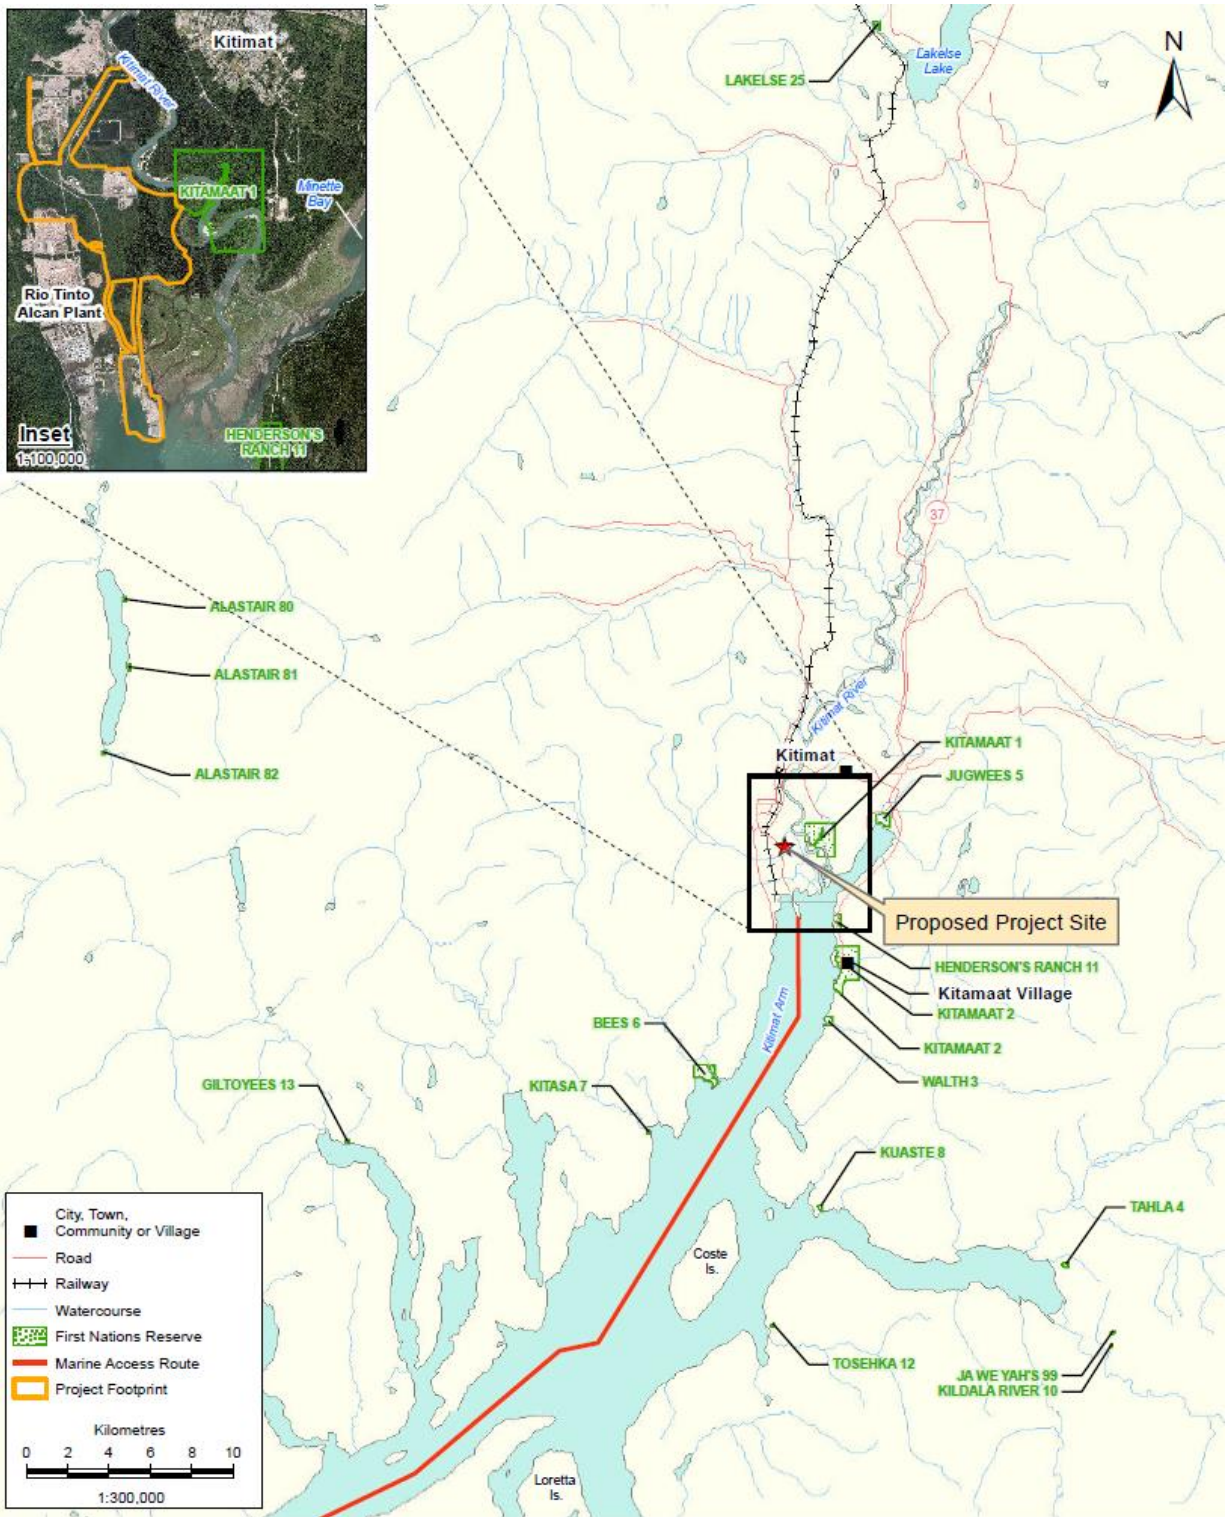 Kitimat
Kitimat River
KITAMAAT 1
Minette
Bay
Rio Tinto
Alcan Plant
Inset
1:100,000
HENDERSON'S
RANCH 11
N
Lakelse
Lake
LAKELSE 25
37
ALASTAIR 80
ALASTAIR 81
ALASTAIR 82
Kitimat River
Kitimat
KITAMAAT 1
JUGWEES 5
Proposed Project Site
HENDERSON'S RANCH 11
Kitamaat Village
KITAMAAT 2
KITAMAAT 2
WALTH 3
Kitimat Arm
BEES 6
KITASA 7
GILTOYEES 13
KUASTE 8
TAHLA 4
Coste
Is.
TOSEHKA 12
JA WE YAH'S 99
KILDALA RIVER 10
Loretta
Is.
City, Town,
Community or Village
Road
Railway
Watercourse
First Nations Reserve
Marine Access Route
Project Footprint
Kilometres
0 2 4 6 8 10
1:300,000